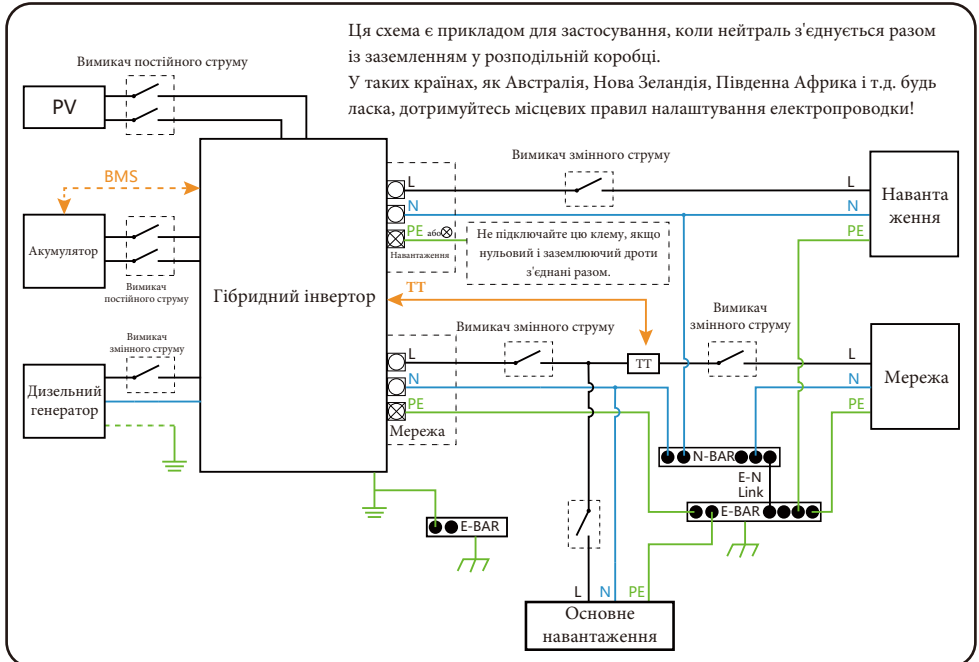 Ця схема є прикладом для застосування, коли нейтраль з'єднується разом
із заземленням у розподільній коробці.
У таких країнах, як Австралія, Нова Зеландія, Південна Африка і т.д. будь
ласка, дотримуйтесь місцевих правил налаштування електропроводки!
Вимикач постійного струму
PV
BMS
Акумулятор
Вимикач
постійного струму
Вимикач
змінного струму
Дизельний
генератор
Гібридний інвертор
L
N
PE або
Навантаження
Не підключайте цю клему, якщо
нульовий і заземлюючий дроти
з'єднані разом.
Вимикач змінного струму
L
N
PE
Наванта
ження
ТТ
Вимикач змінного струму
ТТ
Вимикач
змінного струму
L
N
PE
Мережа
L
N
PE
Мережа
N-BAR
E-N
Link
E-BAR
E-BAR
L
N
PE
Основне
навантаження